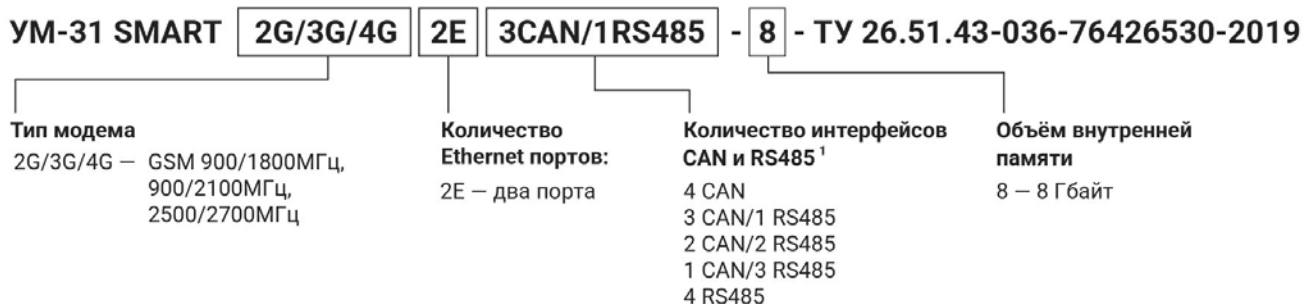 УМ-31 SMART 2G/3G/4G 2E 3CAN/1RS485 - 8 - ТУ 26.51.43-036-76426530-2019
Тип модема
2G/3G/4G — GSM 900/1800МГц,
900/2100МГц,
2500/2700МГц
Количество
Ethernet портов:
2E — два порта
Количество интерфейсов
CAN и RS485 ¹
4 CAN
3 CAN/1 RS485
2 CAN/2 RS485
1 CAN/3 RS485
4 RS485
Объём внутренней
памяти
8 — 8 Гбайт